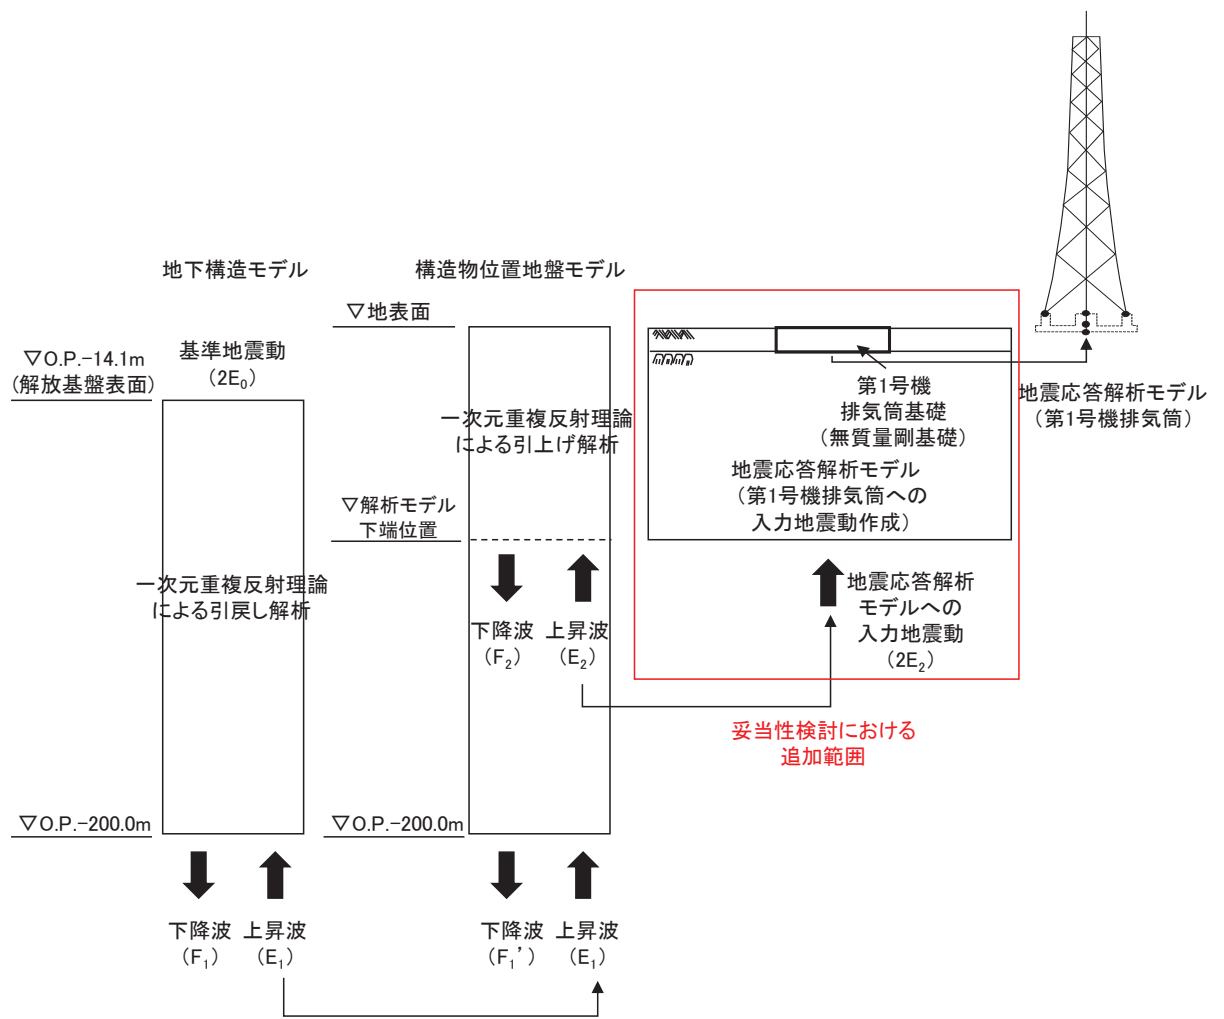 地下構造モデル
▽O.P.-14.1m
(解放基盤表面)
基準地震動
(2E₀)
一次元重複反射理論
による引戻し解析
▽O.P.-200.0m
下降波
(F₁)
上昇波
(E₁)
構造物位置地盤モデル
▽地表面
一次元重複反射理論
による引上げ解析
▽解析モデル
下端位置
下降波
(F₂)
上昇波
(E₂)
▽O.P.-200.0m
下降波
(F₁’)
上昇波
(E₁)
第1号機
排気筒基礎
(無質量剛基礎)
地震応答解析モデル
(第1号機排気筒への
入力地震動作成)
地震応答解析
モデルへの
入力地震動
(2E₂)
妥当性検討における
追加範囲
地震応答解析モデル
(第1号機排気筒)